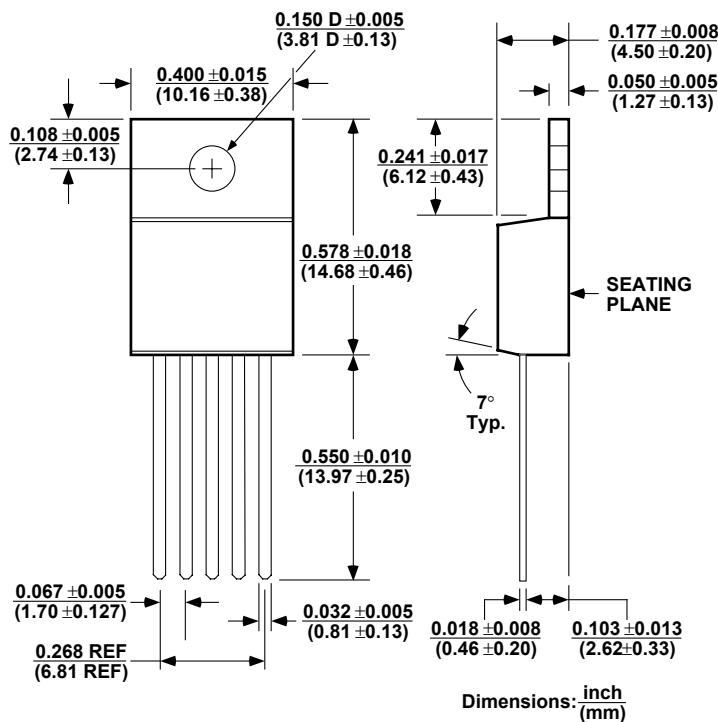 0.150 D ±0.005
(3.81 D ±0.13)
0.400 ±0.015
(10.16 ±0.38)
0.108 ±0.005
(2.74 ±0.13)
0.578 ±0.018
(14.68 ±0.46)
0.550 ±0.010
(13.97 ±0.25)
0.067 ±0.005
(1.70 ±0.127)
0.032 ±0.005
(0.81 ±0.13)
0.268 REF
(6.81 REF)
0.177 ±0.008
(4.50 ±0.20)
0.050 ±0.005
(1.27 ±0.13)
0.241 ±0.017
(6.12 ±0.43)
SEATING
PLANE
7°
Typ.
0.018 ±0.008
(0.46 ±0.20)
0.103 ±0.013
(2.62±0.33)
Dimensions: inch
(mm)